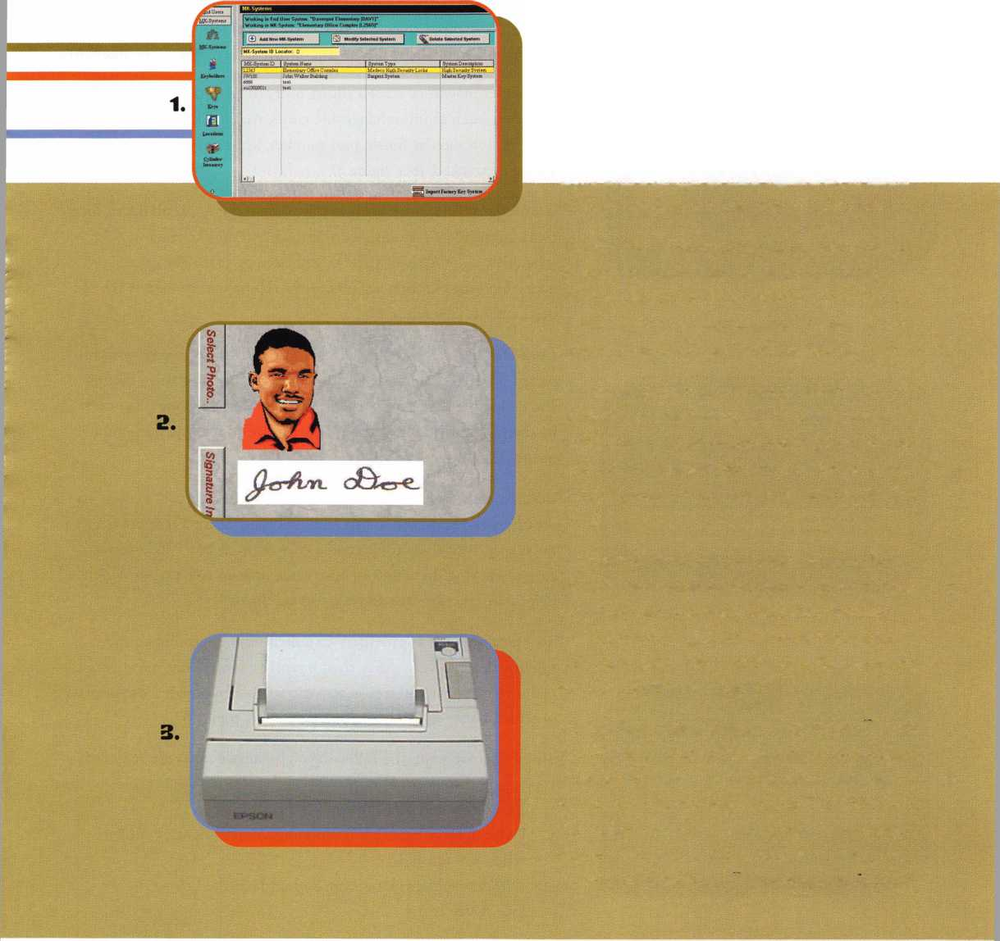 End Users
MK-Systems
MK-Systems
Keyholders
Keys
Locations
Cylinder
Inventory
MK-Systems
Working in End User System: "Davenport Elementary [DAV1]"
Working in MK-System: "Elementary Office Complex [L2565]"
Add New MK-System
Modify Selected System
Delete Selected System
MK-System ID Locator:
MK-System ID System Name System Type System Description
L2565 Elementary Office Complex Medeco High Security Locks High Security System
JW100 John Walker Building Sargent System Master Key System
test
test
Import Factory Key System
1.
Select Photo..
Signature In
John Doe
2.
3.
EPSON